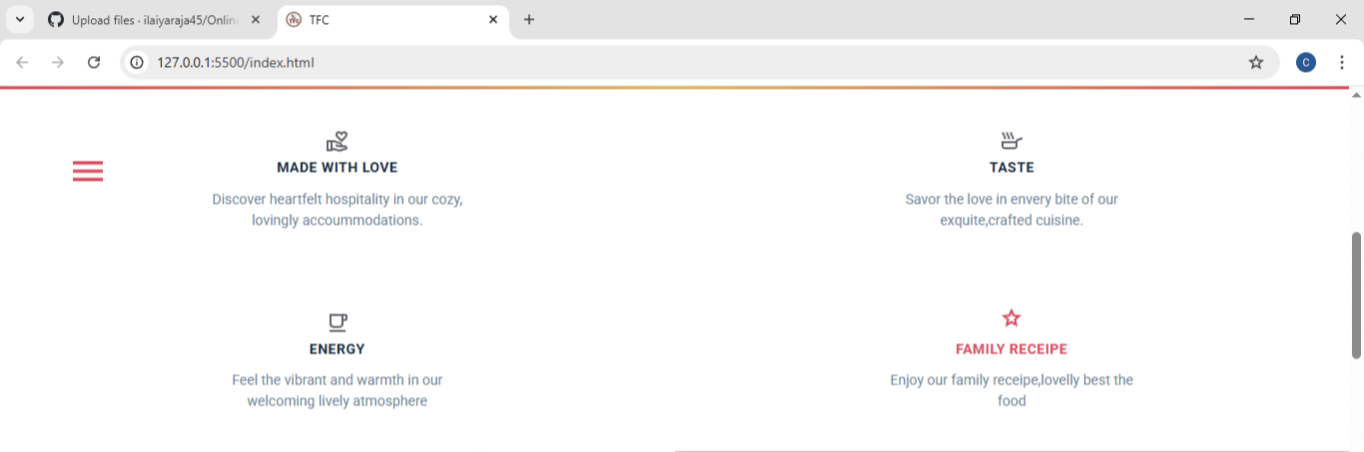 Upload files · ilaiyaraja45/Onlin
TFC
127.0.0.1:5500/index.html
C
MADE WITH LOVE
Discover heartfelt hospitality in our cozy,
lovingly accoummodations.
TASTE
Savor the love in envery bite of our
exquite,crafted cuisine.
ENERGY
Feel the vibrant and warmth in our
welcoming lively atmosphere
FAMILY RECEIPE
Enjoy our family receipe,lovelly best the
food